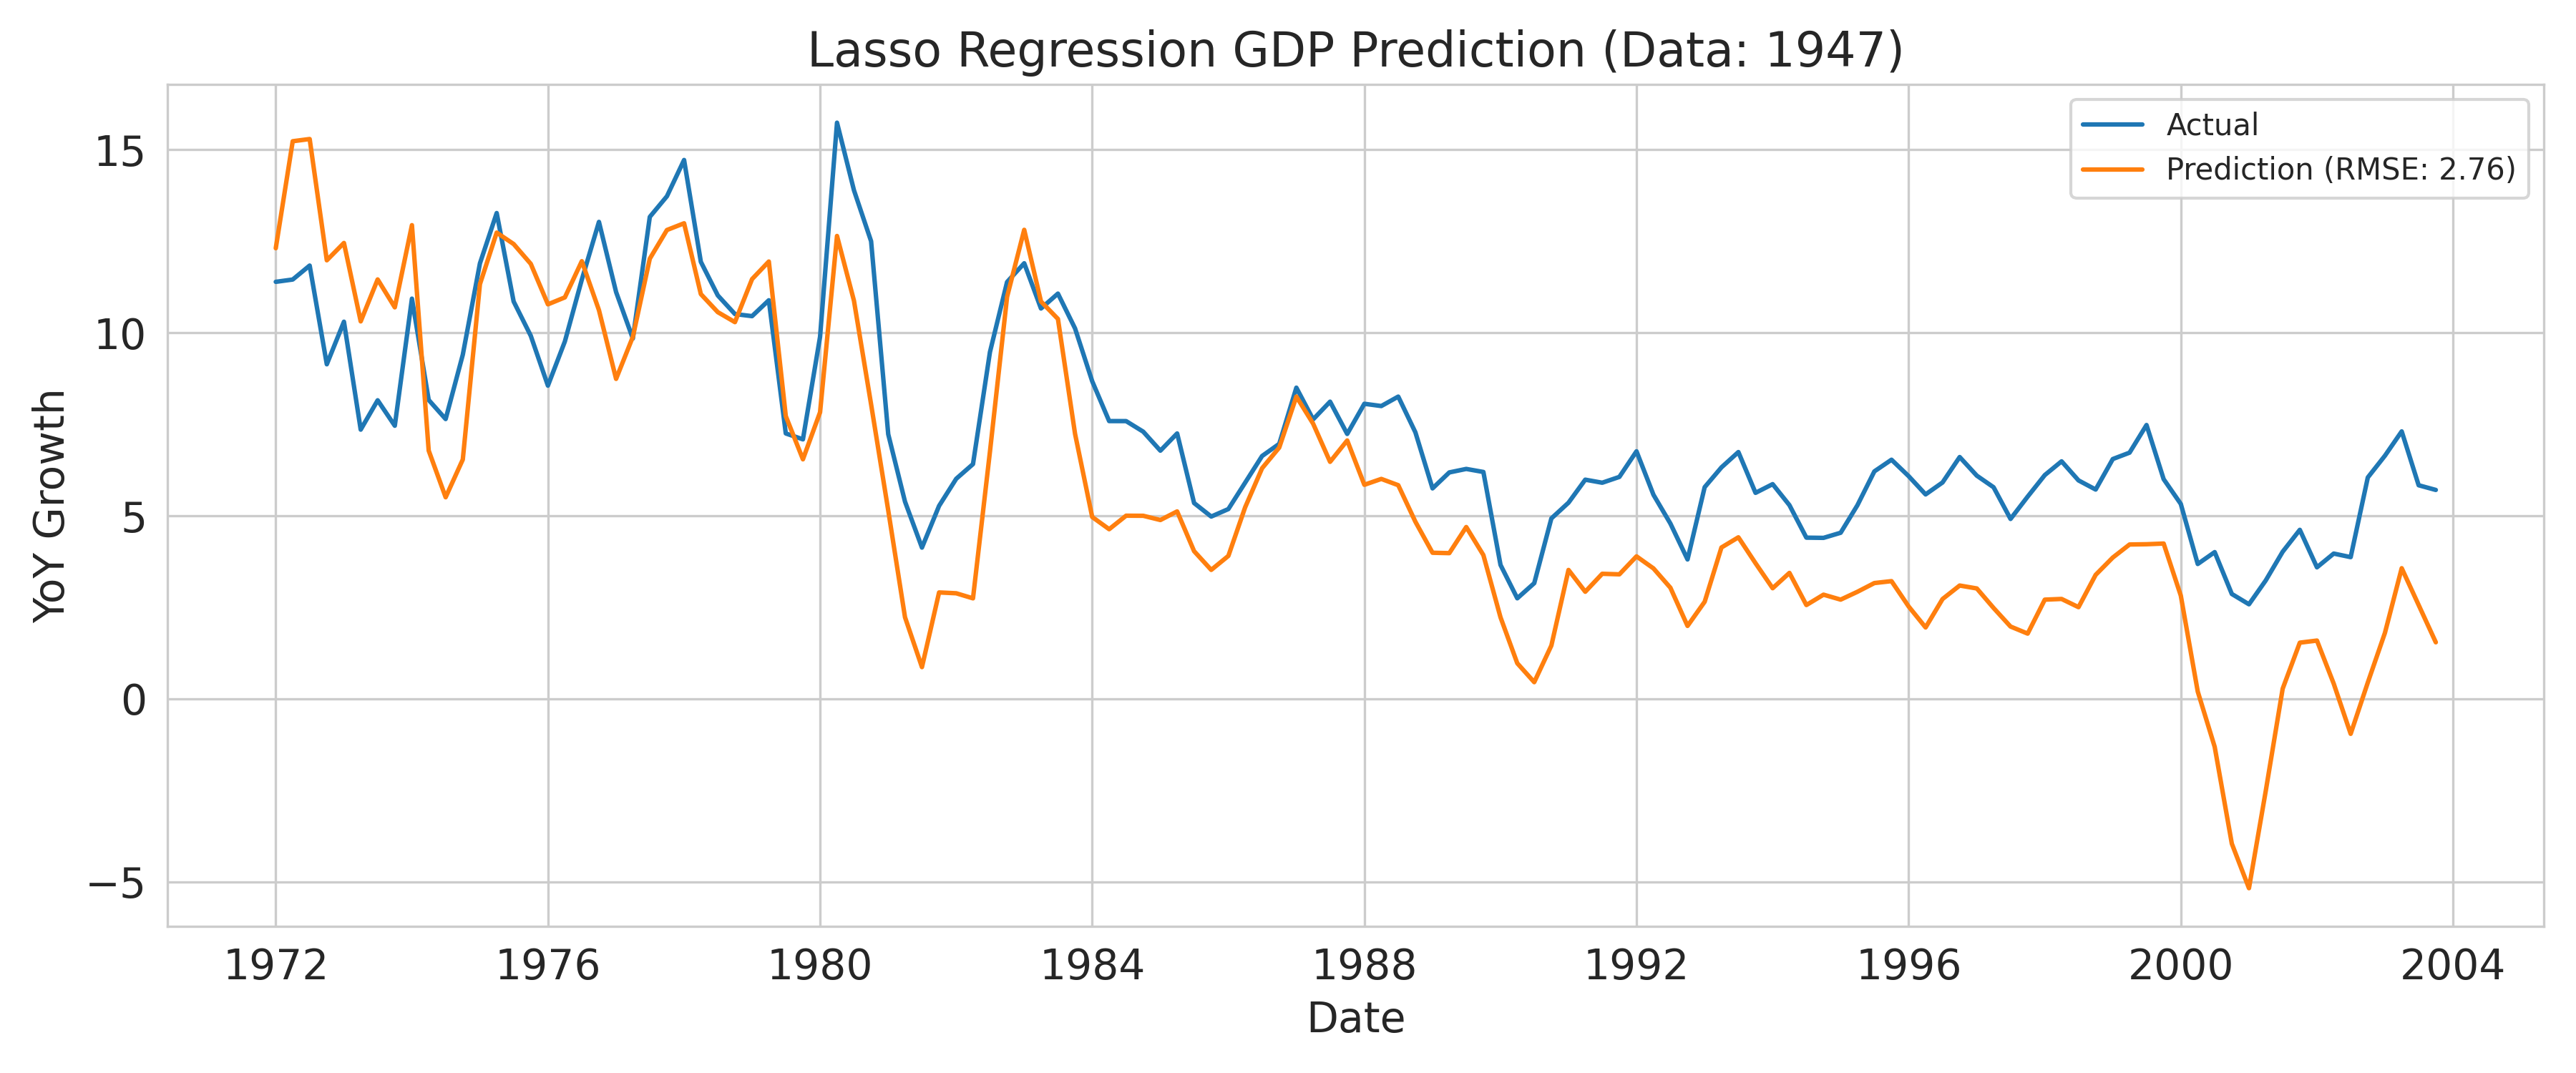 Lasso Regression GDP Prediction (Data: 1947)
Actual
Prediction (RMSE: 2.76)
YoY Growth
15
10
5
0
−5
1972 1976 1980 1984 1988 1992 1996 2000 2004
Date